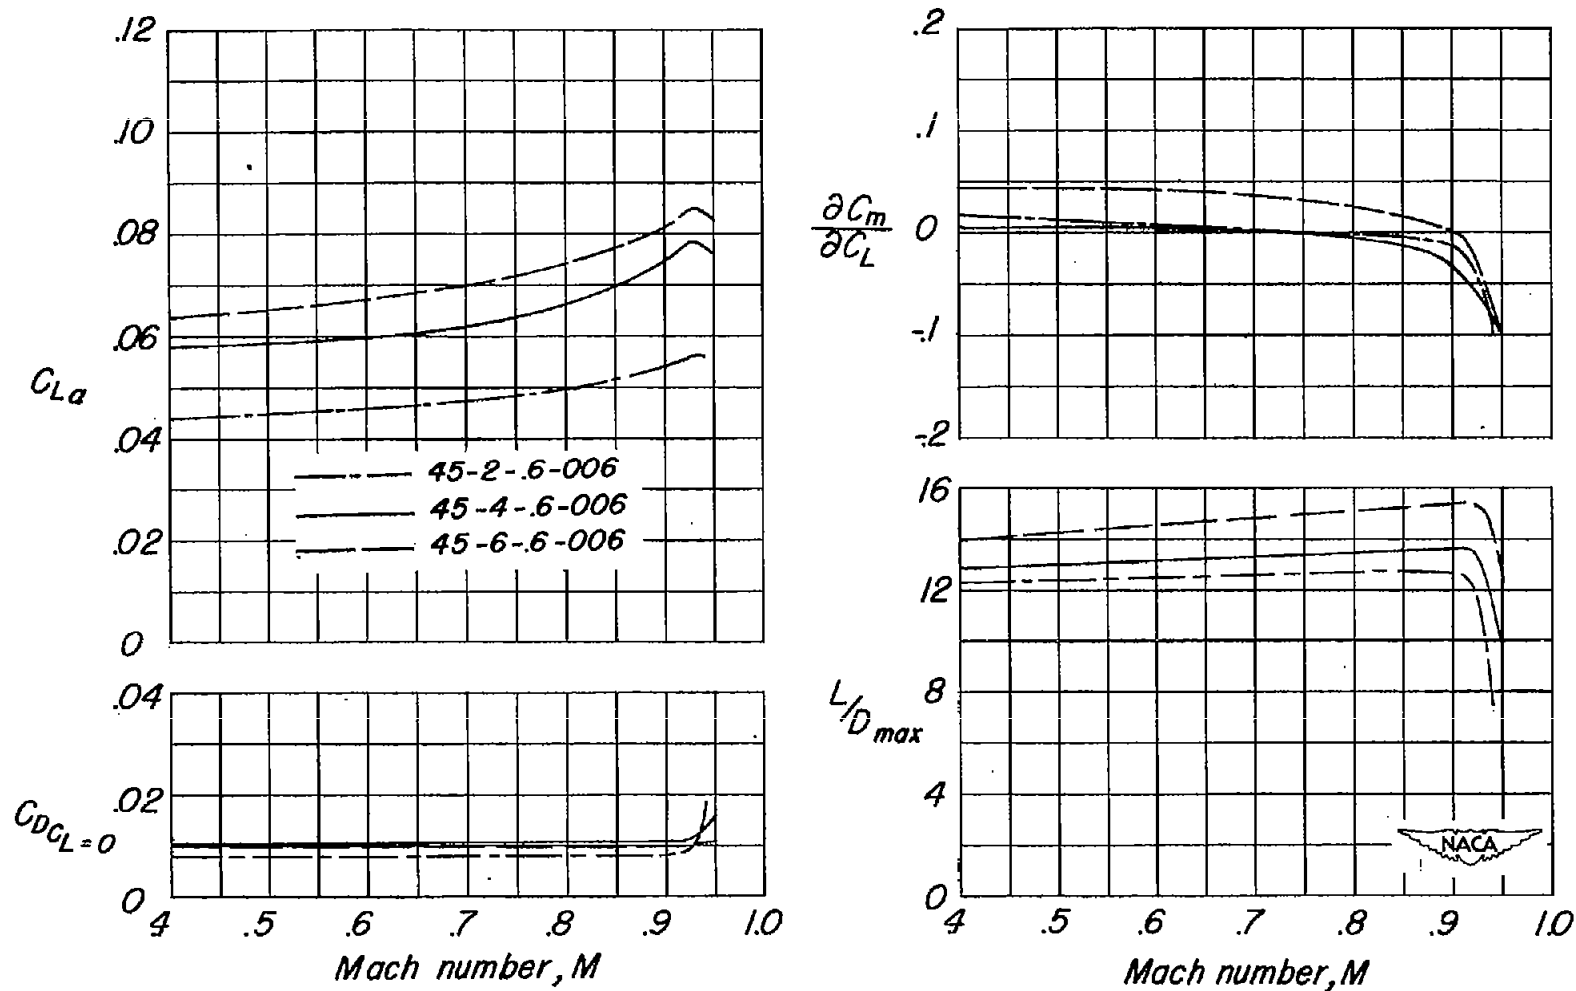 .12
.10
.08
.06
.04
.02
0
CLα
45-2-.6-006
45-4-.6-006
45-6-.6-006
.04
.02
0
CDCL=0
.4 .5 .6 .7 .8 .9 1.0
Mach number, M
.2
.1
0
-.1
-.2
∂Cm
∂CL
16
12
8
4
0
L/Dmax
NACA
.4 .5 .6 .7 .8 .9 1.0
Mach number, M